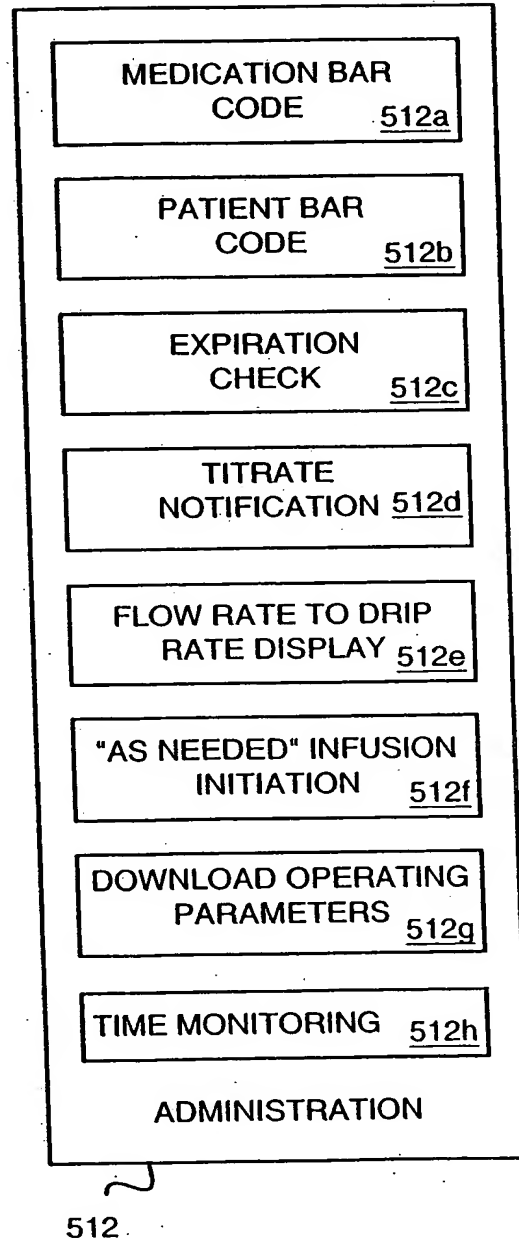 MEDICATION BAR
CODE 512a
PATIENT BAR
CODE 512b
EXPIRATION
CHECK 512c
TITRATE
NOTIFICATION 512d
FLOW RATE TO DRIP
RATE DISPLAY 512e
"AS NEEDED" INFUSION
INITIATION 512f
DOWNLOAD OPERATING
PARAMETERS 512g
TIME MONITORING 512h
ADMINISTRATION
512